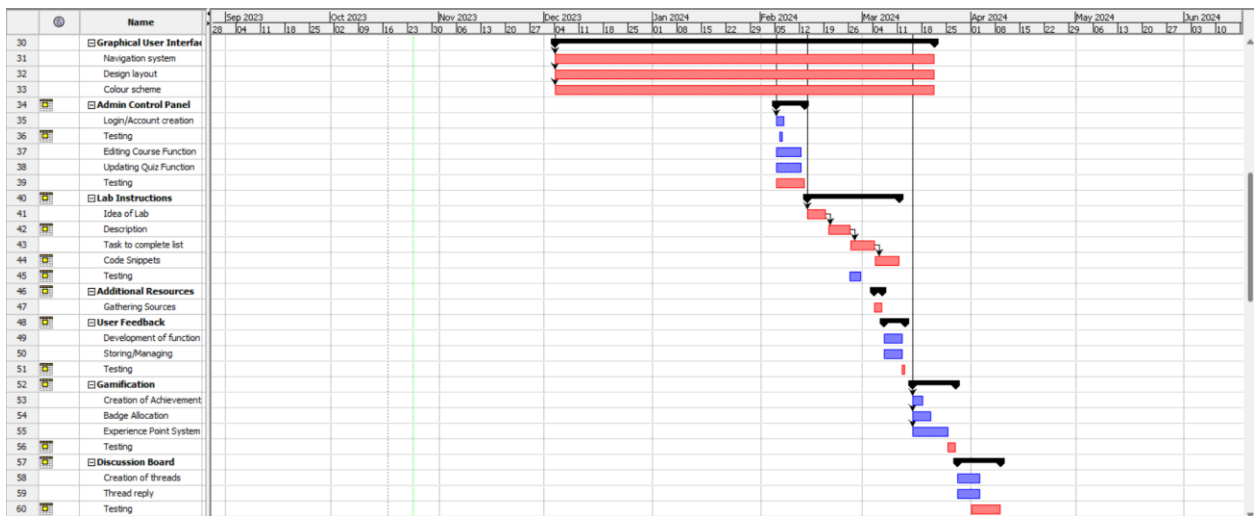 Name
Sep 2023 Oct 2023 Nov 2023 Dec 2023 Jan 2024 Feb 2024 Mar 2024 Apr 2024 May 2024 Jun 2024
28 04 11 18 25 02 09 16 23 30 06 13 20 27 04 11 18 25 01 08 15 22 29 05 12 19 26 04 11 18 25 01 08 15 22 29 06 13 20 27 03 10
30 Graphical User Interfac
31 Navigation system
32 Design layout
33 Colour scheme
34 Admin Control Panel
35 Login/Account creation
36 Testing
37 Editing Course Function
38 Updating Quiz Function
39 Testing
40 Lab Instructions
41 Idea of Lab
42 Description
43 Task to complete list
44 Code Snippets
45 Testing
46 Additional Resources
47 Gathering Sources
48 User Feedback
49 Development of function
50 Storing/Managing
51 Testing
52 Gamification
53 Creation of Achievement
54 Badge Allocation
55 Experience Point System
56 Testing
57 Discussion Board
58 Creation of threads
59 Thread reply
60 Testing